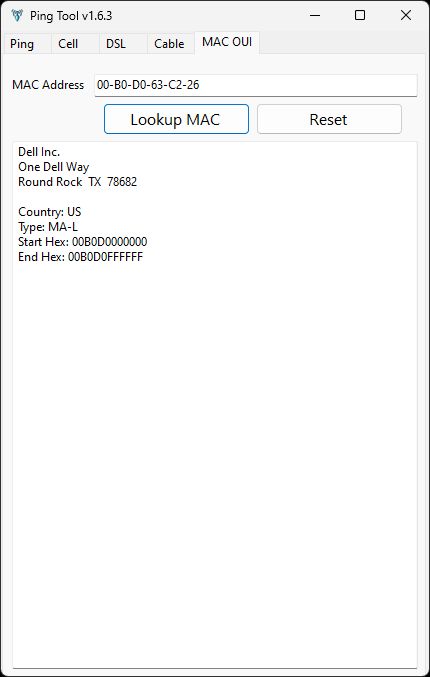 Ping Tool v1.6.3
Ping Cell DSL Cable MAC OUI
MAC Address 00-B0-D0-63-C2-26
Lookup MAC Reset
Dell Inc.
One Dell Way
Round Rock  TX  78682
Country: US
Type: MA-L
Start Hex: 00B0D0000000
End Hex: 00B0D0FFFFFF